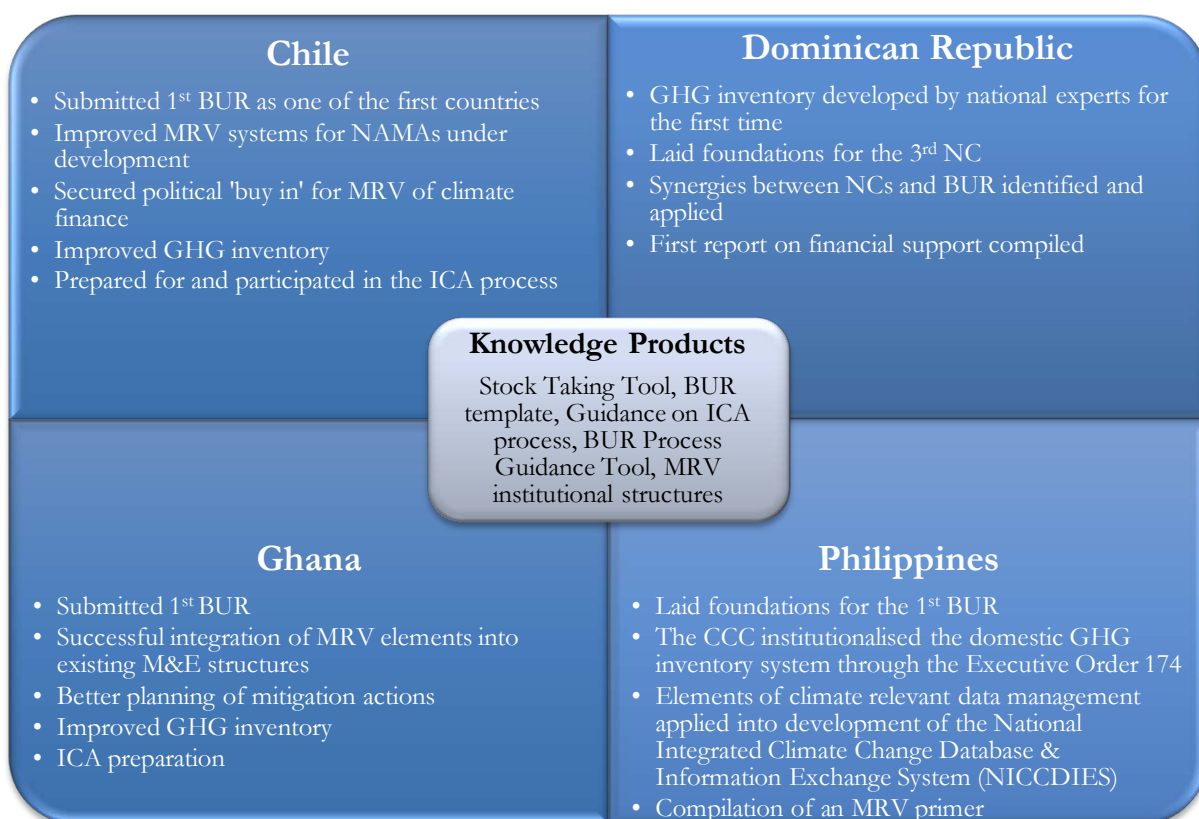 Chile
• Submitted 1st BUR as one of the first countries
• Improved MRV systems for NAMAs under
development
• Secured political 'buy in' for MRV of climate
finance
• Improved GHG inventory
• Prepared for and participated in the ICA process
Dominican Republic
• GHG inventory developed by national experts for
the first time
• Laid foundations for the 3rd NC
• Synergies between NCs and BUR identified and
applied
• First report on financial support compiled
Knowledge Products
Stock Taking Tool, BUR
template, Guidance on ICA
process, BUR Process
Guidance Tool, MRV
institutional structures
Ghana
• Submitted 1st BUR
• Successful integration of MRV elements into
existing M&E structures
• Better planning of mitigation actions
• Improved GHG inventory
• ICA preparation
Philippines
• Laid foundations for the 1st BUR
• The CCC institutionalised the domestic GHG
inventory system through the Executive Order 174
• Elements of climate relevant data management
applied into development of the National
Integrated Climate Change Database &
Information Exchange System (NICCDIES)
• Compilation of an MRV primer